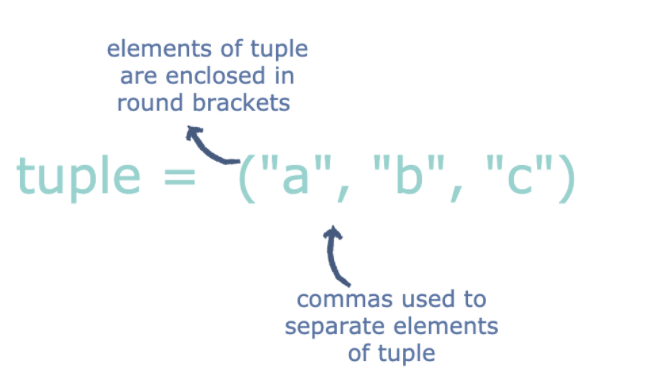 elements of tuple
are enclosed in
round brackets
tuple = ("a", "b", "c")
commas used to
separate elements
of tuple